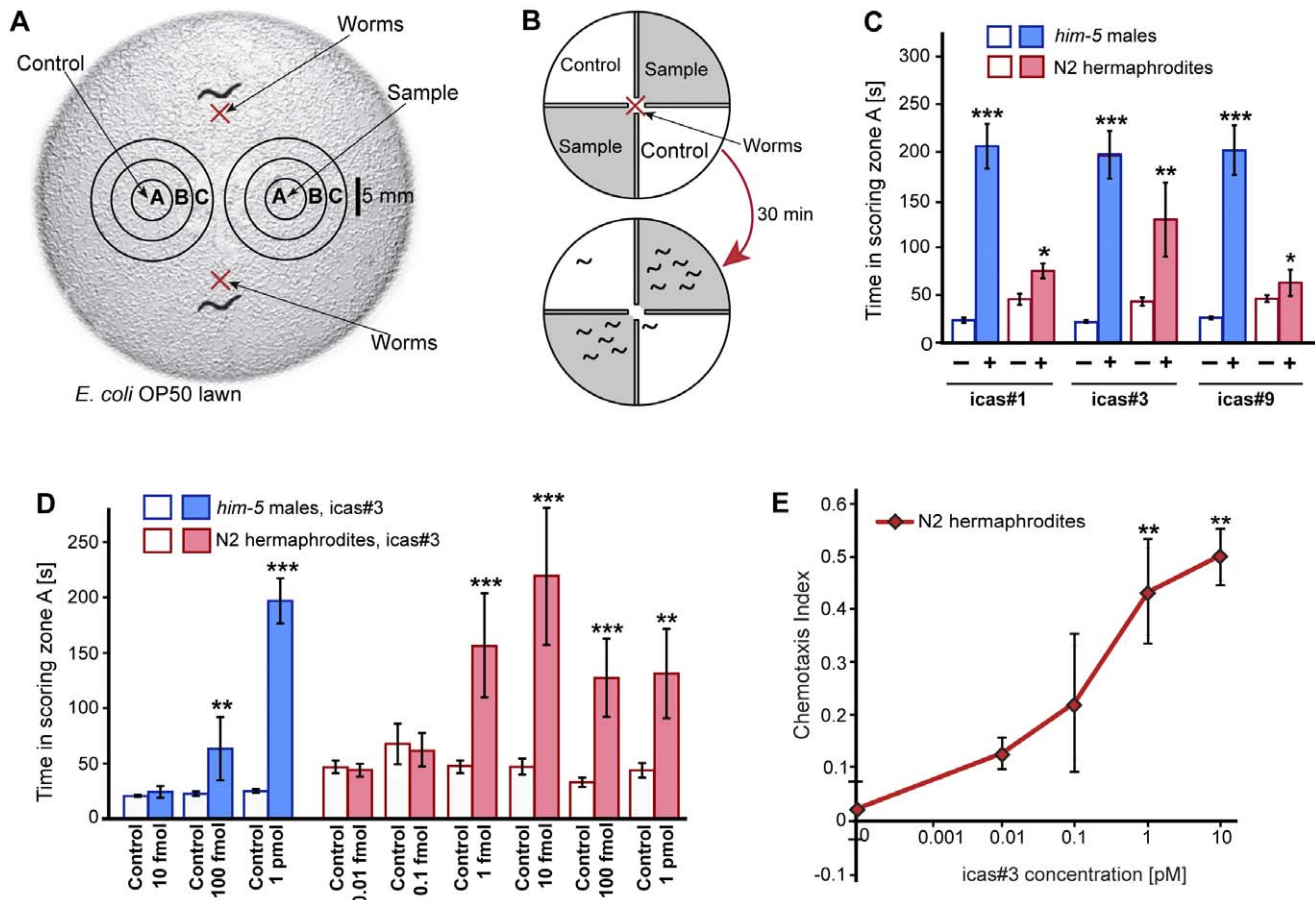 A
Worms
Control
Sample
A B C
A B C
5 mm
Worms
E. coli OP50 lawn
B
Control
Sample
Sample
Control
Worms
30 min
C
him-5 males
N2 hermaphrodites
Time in scoring zone A [s]
300
250
200
150
100
50
0
*** * *** ** *** *
− + − + − + − + − + − +
icas#1 icas#3 icas#9
D
him-5 males, icas#3
N2 hermaphrodites, icas#3
Time in scoring zone A [s]
250
200
150
100
50
0
** *** *** *** *** **
Control
10 fmol
Control
100 fmol
Control
1 pmol
Control
0.01 fmol
Control
0.1 fmol
Control
1 fmol
Control
10 fmol
Control
100 fmol
Control
1 pmol
E
N2 hermaphrodites
** **
Chemotaxis Index
0.6
0.5
0.4
0.3
0.2
0.1
0
-0.1
0 0.001 0.01 0.1 1 10
icas#3 concentration [pM]